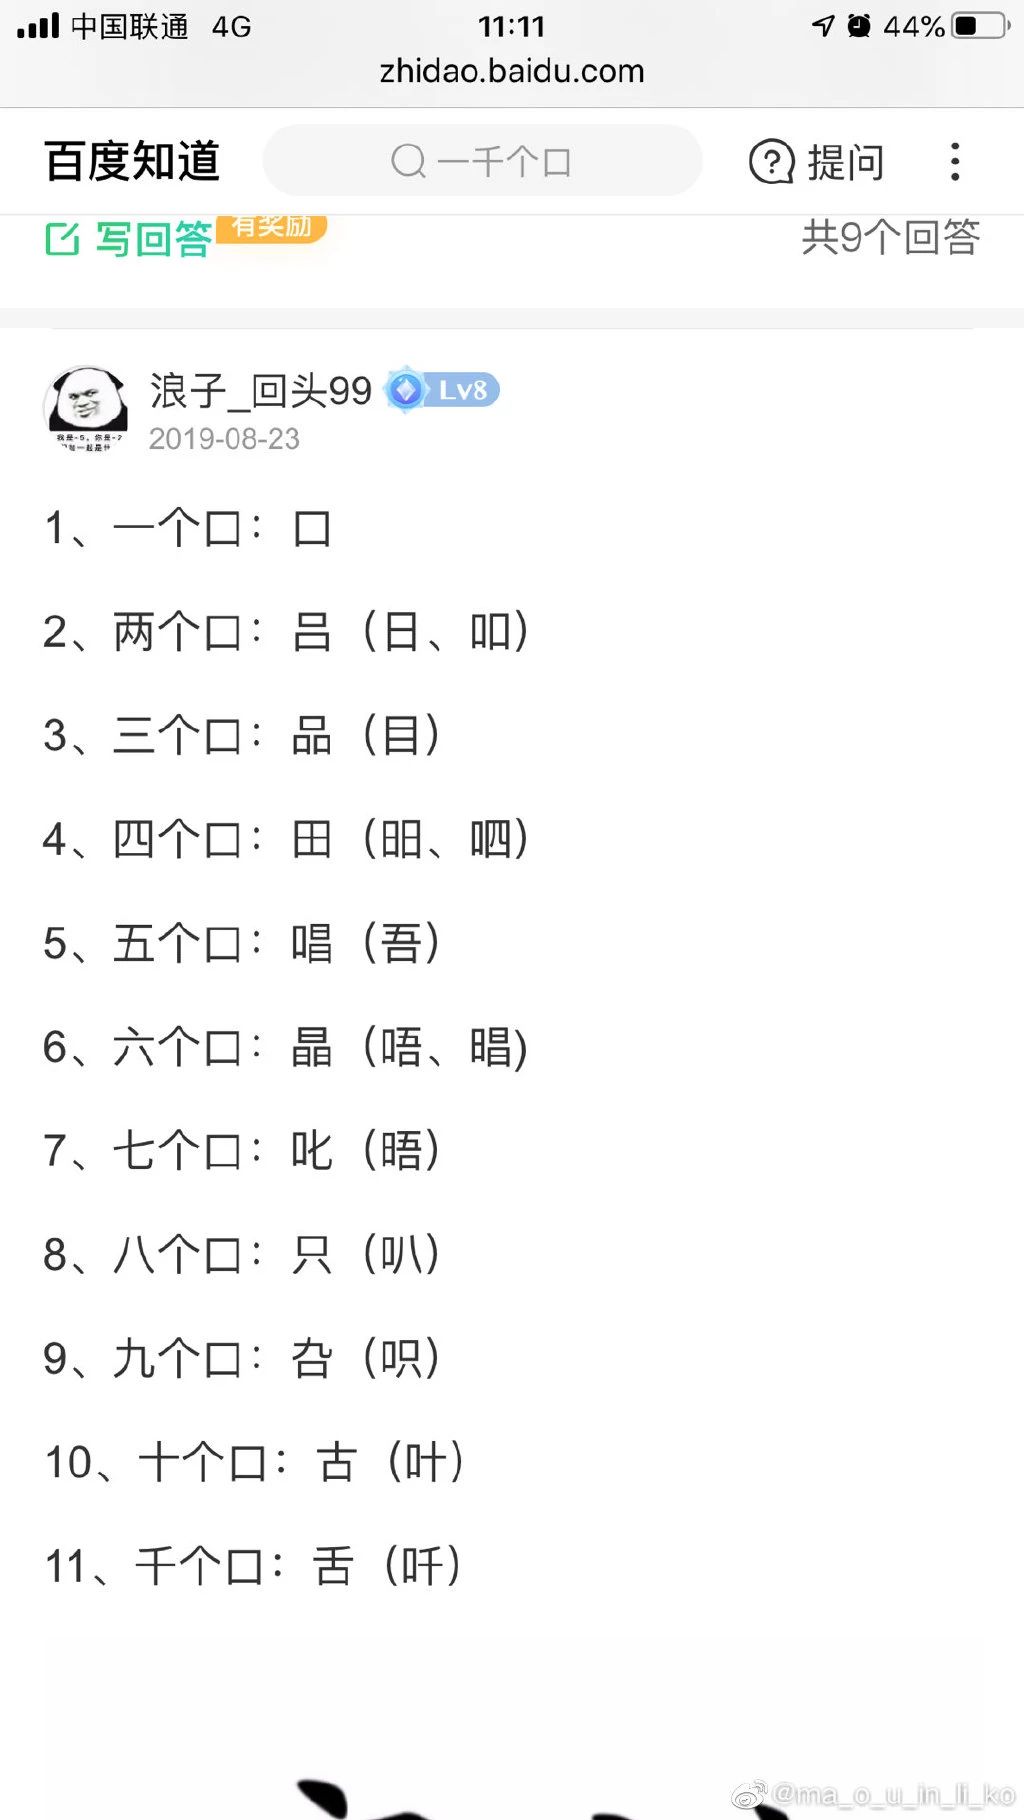 中国联通 4G 11:11 44%
zhidao.baidu.com
百度知道 一千个口 提问
写回答 有奖励 共9个回答
浪子_回头99 Lv8
2019-08-23
1、一个口：口
2、两个口：吕（日、吅）
3、三个口：品（目）
4、四个口：田（昍、呬）
5、五个口：唱（吾）
6、六个口：晶（唔、晿)
7、七个口：叱（晤）
8、八个口：只（叭）
9、九个口：旮（呮）
10、十个口：古（叶）
11、千个口：舌（吀）
@ma_o_u_in_li_ko